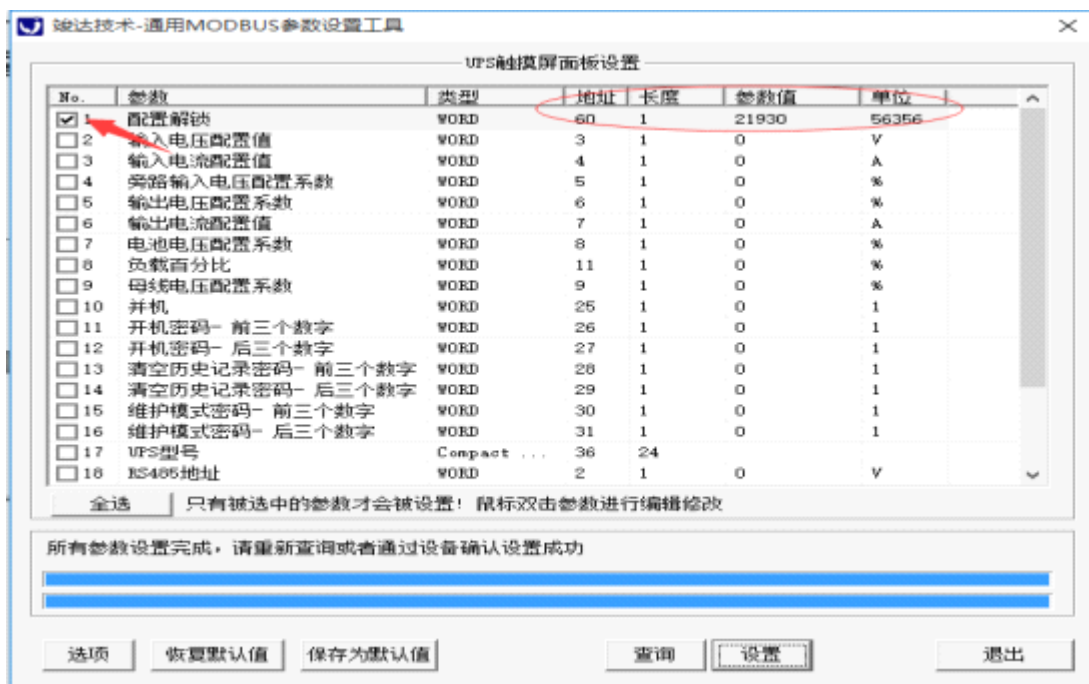 竣达技术-通用MODBUS参数设置工具
UPS触摸屏面板设置
No. 参数 类型 地址 长度 参数值 单位
1 配置解锁 WORD 60 1 21930 56356
2 输入电压配置值 WORD 3 1 0 V
3 输入电流配置值 WORD 4 1 0 A
4 旁路输入电压配置系数 WORD 5 1 0 %
5 输出电压配置系数 WORD 6 1 0 %
6 输出电流配置值 WORD 7 1 0 A
7 电池电压配置系数 WORD 8 1 0 %
8 负载百分比 WORD 11 1 0 %
9 母线电压配置系数 WORD 9 1 0 %
10 并机 WORD 25 1 0 1
11 开机密码- 前三个数字 WORD 26 1 0 1
12 开机密码- 后三个数字 WORD 27 1 0 1
13 清空历史记录密码- 前三个数字 WORD 28 1 0 1
14 清空历史记录密码- 后三个数字 WORD 29 1 0 1
15 维护模式密码- 前三个数字 WORD 30 1 0 1
16 维护模式密码- 后三个数字 WORD 31 1 0 1
17 UPS型号 Compact ... 36 24
18 RS485地址 WORD 2 1 0 V
全选 只有被选中的参数才会被设置! 鼠标双击参数进行编辑修改
所有参数设置完成，请重新查询或者通过设备确认设置成功
选项 恢复默认值 保存为默认值 查询 设置 退出